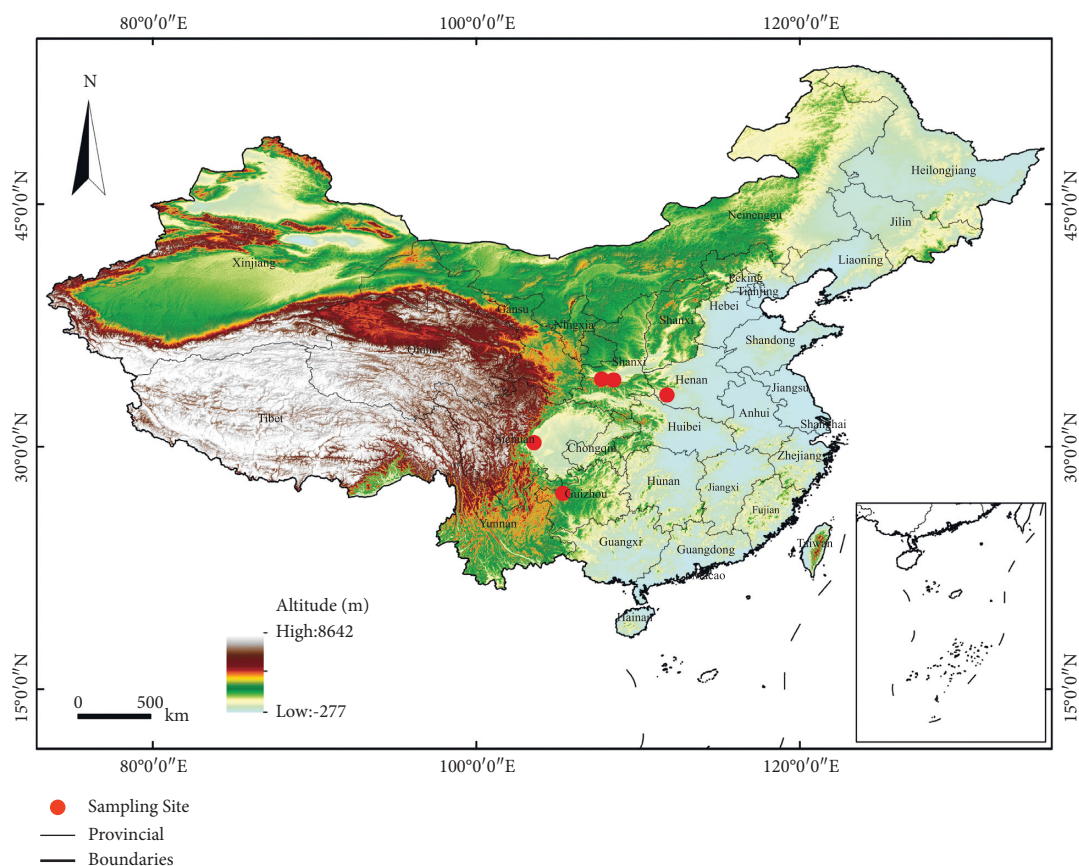 80°0′0″E 100°0′0″E 120°0′0″E
N
45°0′0″N 45°0′0″N
30°0′0″N 30°0′0″N
15°0′0″N 15°0′0″N
Heilongjiang
Neimenggu
Jilin
Liaoning
Xinjiang
Peking
Tianjing
Hebei
Gansu
Ningxia
Shanxi
Shandong
Shanxi
Henan
Jiangsu
Anhui
Tibet
Shanghai
Huibei
Sichuan
Chongqin
Zhejiang
Hunan
Jiangxi
Guizhou
Fujian
Yunnan
Guangxi
Guangdong
Taiwan
Hainan
Altitude (m)
High:8642
Low:-277
0 500
km
80°0′0″E 100°0′0″E 120°0′0″E
Sampling Site
Provincial
Boundaries